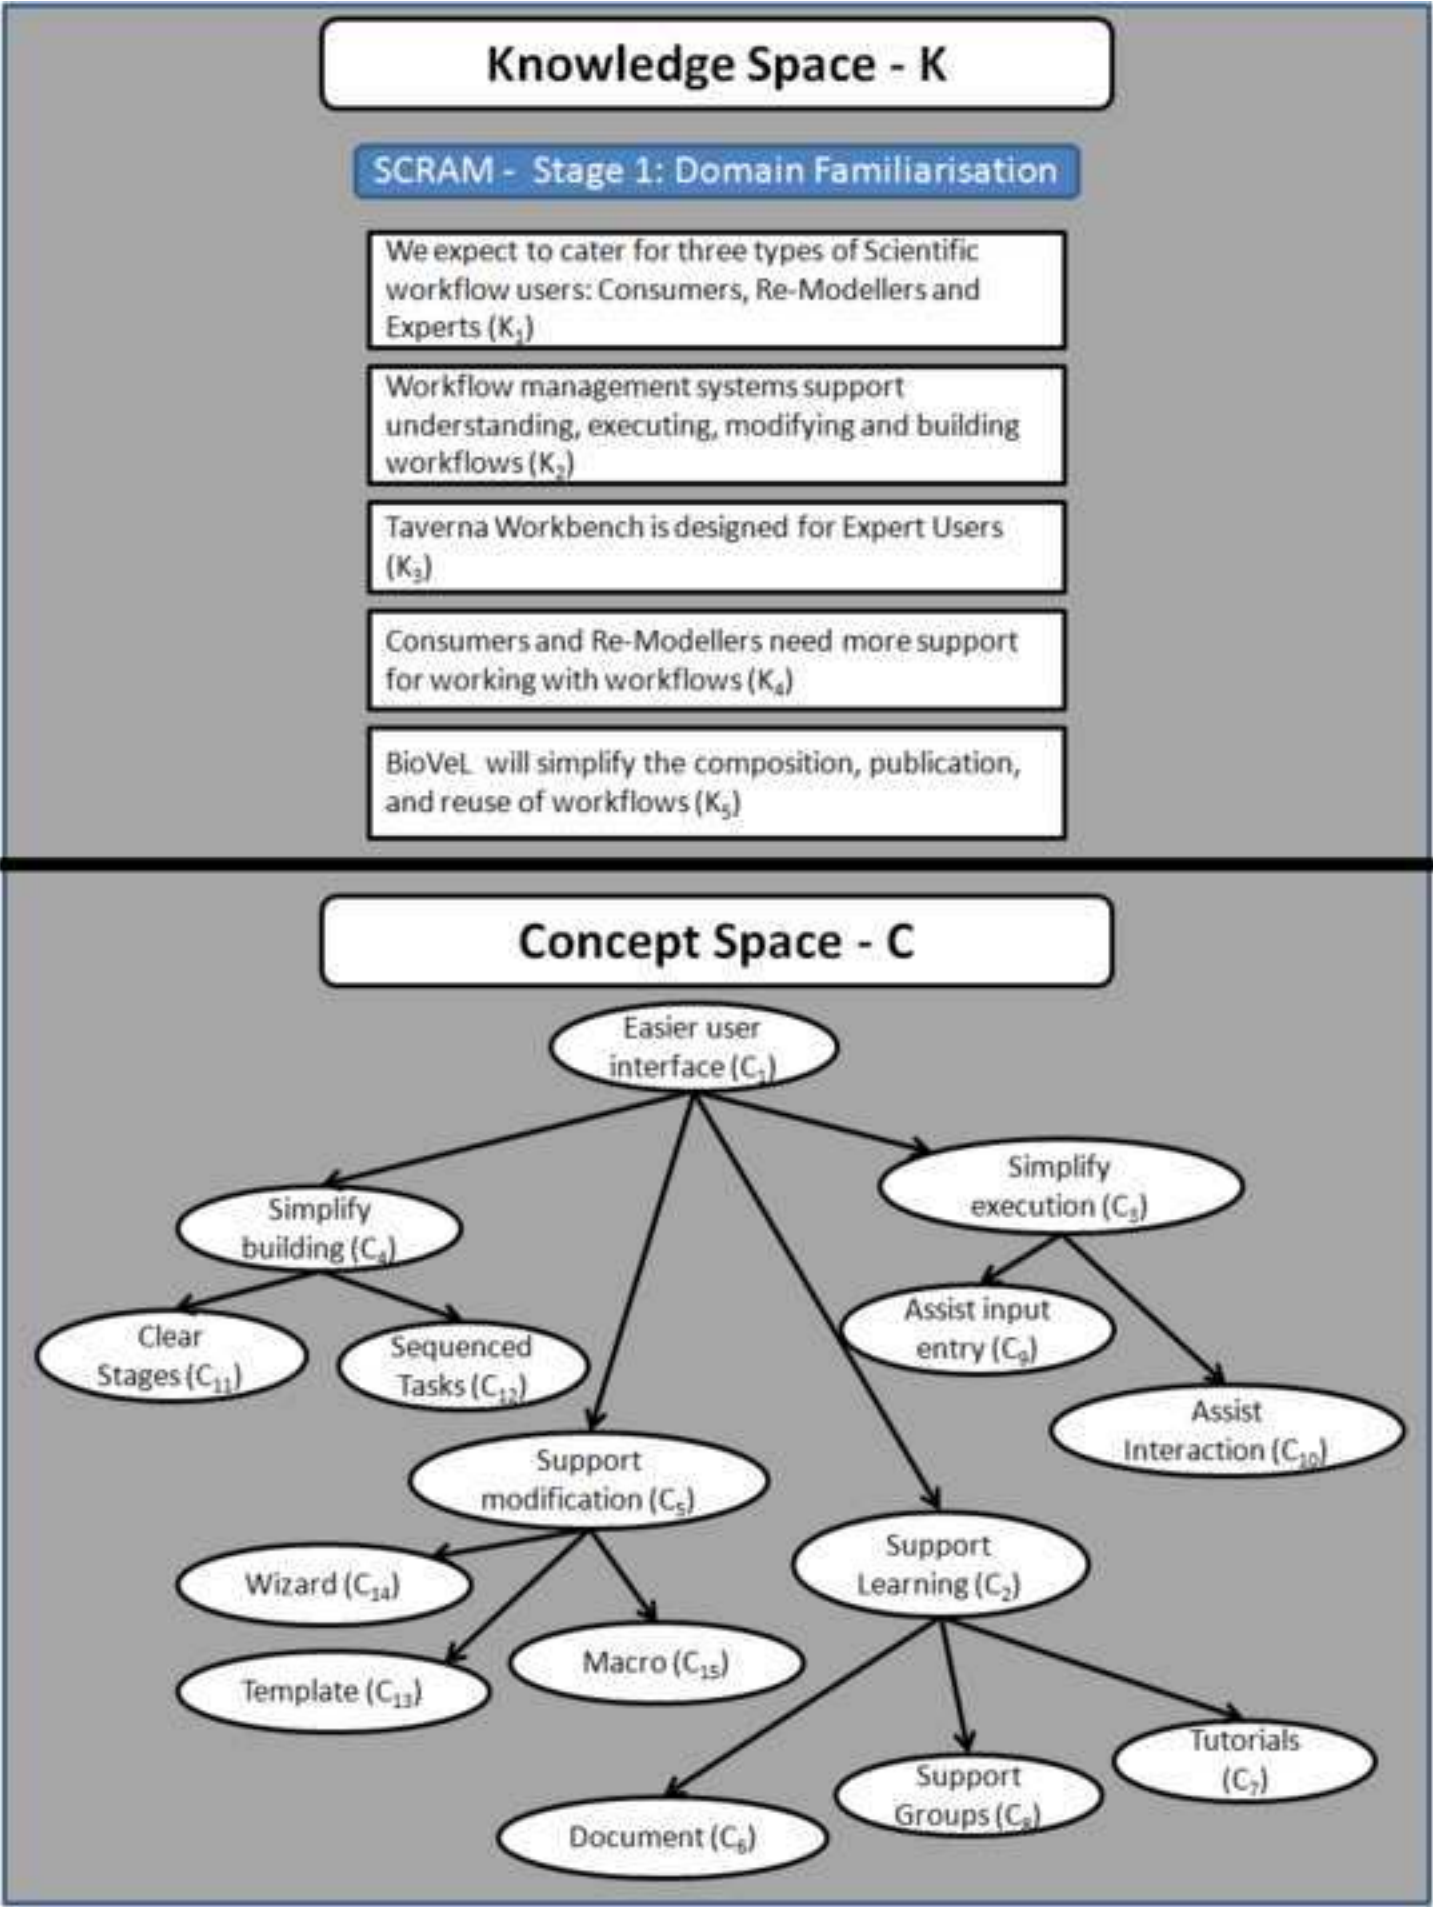 Knowledge Space - K
SCRAM - Stage 1: Domain Familiarisation
We expect to cater for three types of Scientific
workflow users: Consumers, Re-Modellers and
Experts (K₁)
Workflow management systems support
understanding, executing, modifying and building
workflows (K₂)
Taverna Workbench is designed for Expert Users
(K₃)
Consumers and Re-Modellers need more support
for working with workflows (K₄)
BioVeL will simplify the composition, publication,
and reuse of workflows (K₅)
Concept Space - C
Easier user
interface (C₁)
Simplify
execution (C₃)
Simplify
building (C₄)
Assist input
entry (C₉)
Clear
Stages (C₁₁)
Sequenced
Tasks (C₁₂)
Assist
Interaction (C₁₀)
Support
modification (C₅)
Support
Learning (C₂)
Wizard (C₁₄)
Macro (C₁₅)
Template (C₁₃)
Tutorials
(C₇)
Support
Groups (C₈)
Document (C₆)